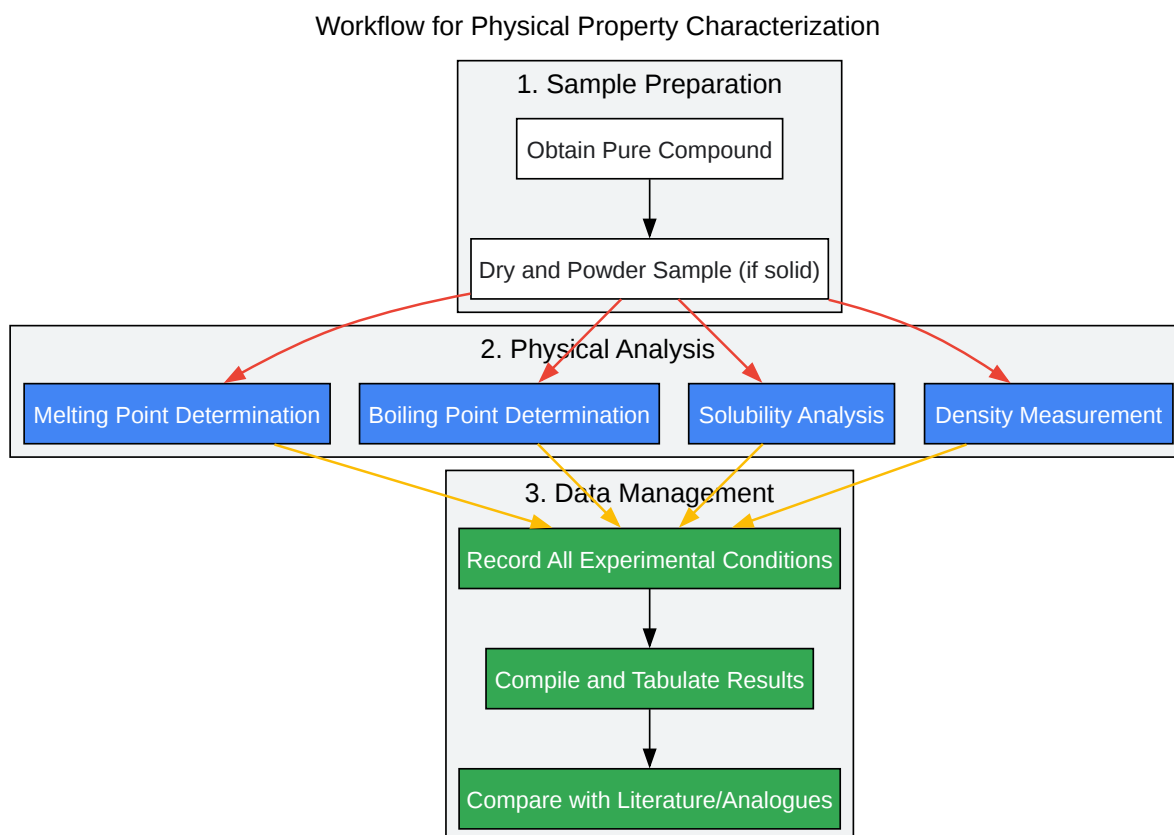 Workflow for Physical Property Characterization
1. Sample Preparation
Obtain Pure Compound
Dry and Powder Sample (if solid)
2. Physical Analysis
Melting Point Determination
Boiling Point Determination
Solubility Analysis
Density Measurement
3. Data Management
Record All Experimental Conditions
Compile and Tabulate Results
Compare with Literature/Analogues